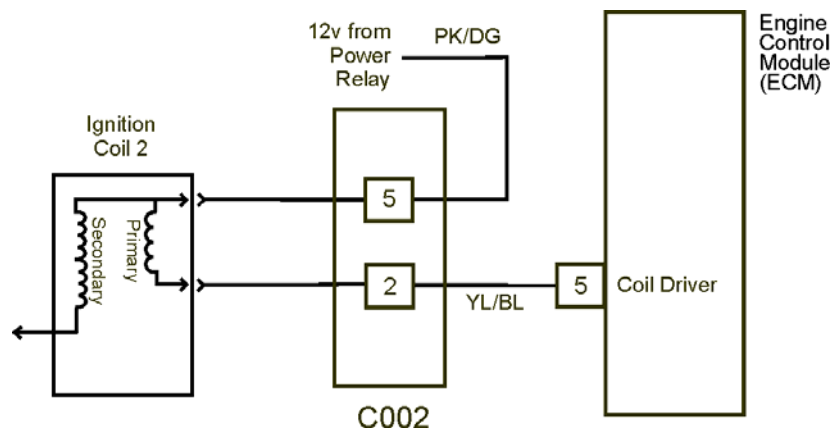 12v from
Power
Relay
PK/DG
Engine
Control
Module
(ECM)
Ignition
Coil 2
5
Secondary
Primary
2
YL/BL
5
Coil Driver
C002